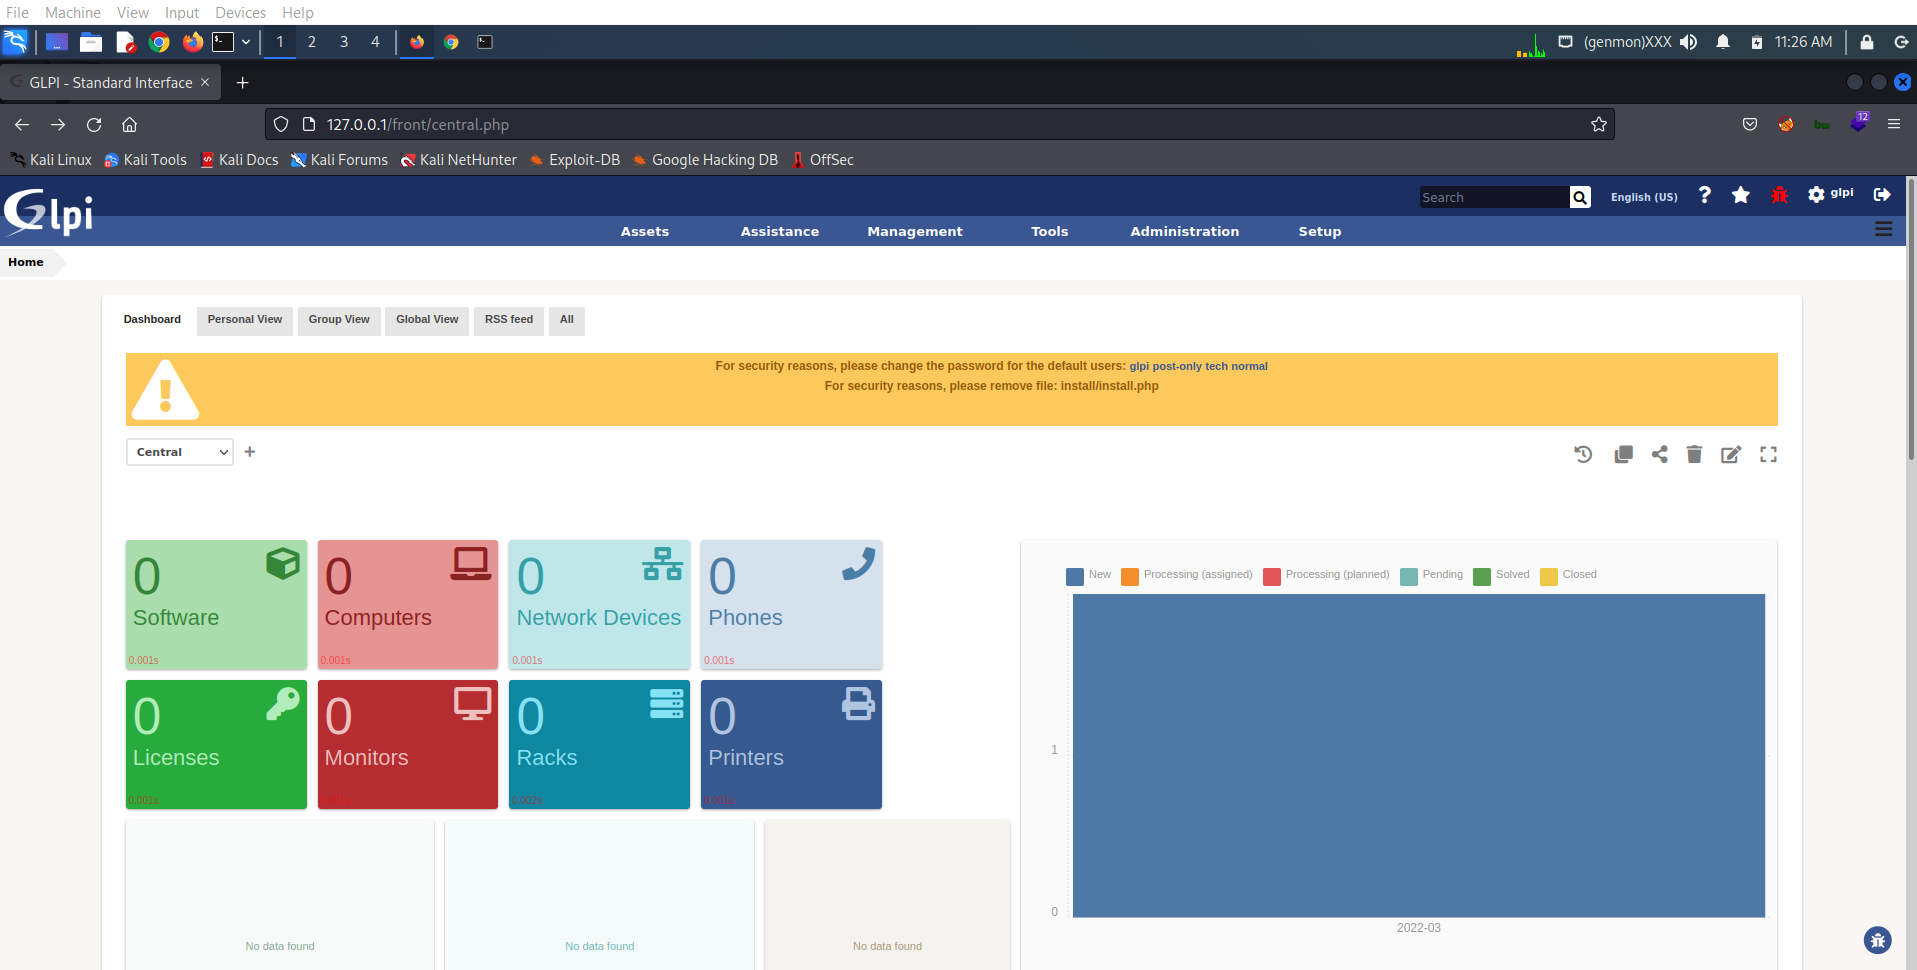 File Machine View Input Devices Help
1 2 3 4 (genmon)XXX 11:26 AM
GLPI - Standard Interface
127.0.0.1/front/central.php 12
Kali Linux Kali Tools Kali Docs Kali Forums Kali NetHunter Exploit-DB Google Hacking DB OffSec
Glpi Search English (US) ? glpi
Assets Assistance Management Tools Administration Setup
Home
Dashboard Personal View Group View Global View RSS feed All
For security reasons, please change the password for the default users: glpi post-only tech normal
For security reasons, please remove file: install/install.php
Central +
0 0 0 0
Software Computers Network Devices Phones
0.001s 0.001s 0.001s 0.001s
New Processing (assigned) Processing (planned) Pending Solved Closed
0 0 0 0
Licenses Monitors Racks Printers
0.001s 0.002s 0.001s
1
0
2022-03
No data found No data found No data found